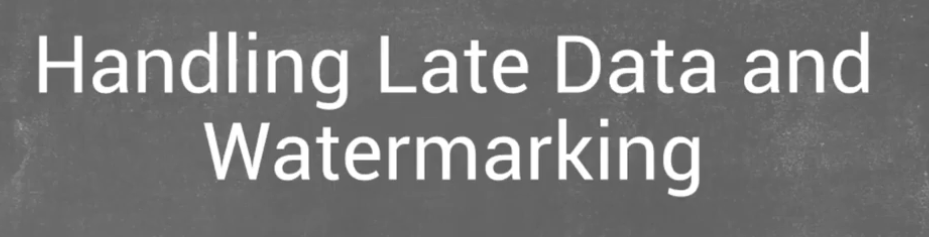 Handling Late Data and
Watermarking